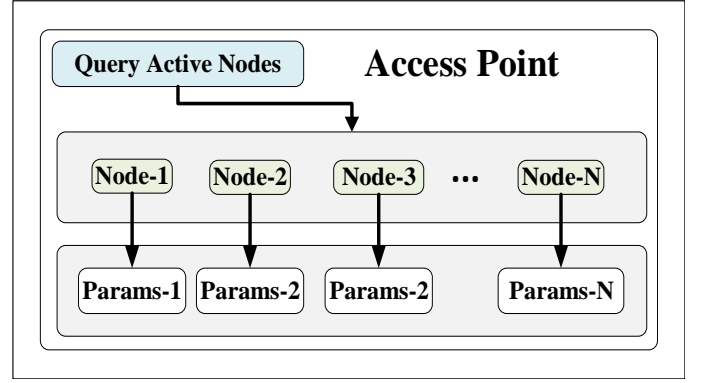 Query Active Nodes
Access Point
Node-1 Node-2 Node-3 ... Node-N
Params-1 Params-2 Params-2 Params-N